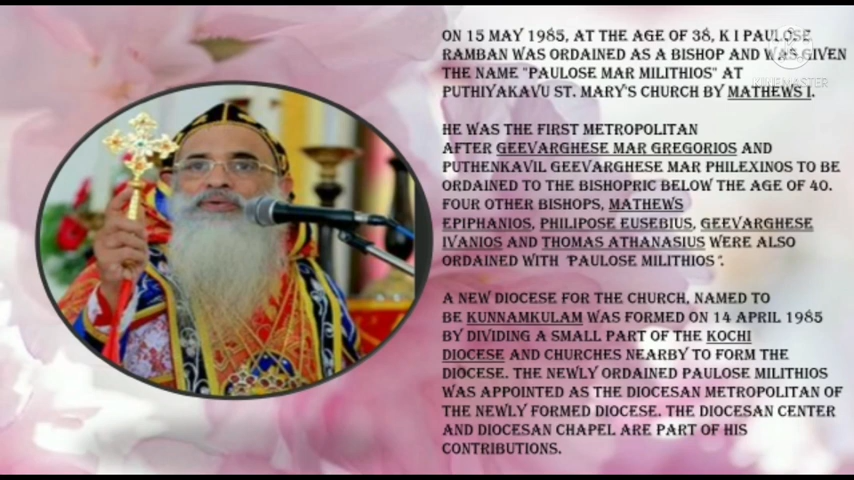 ON 15 MAY 1985, AT THE AGE OF 38, K I PAULOSE
RAMBAN WAS ORDAINED AS A BISHOP AND WAS GIVEN
THE NAME "PAULOSE MAR MILITHIOS" AT
KINEMASTER
PUTHIYAKAVU ST. MARY'S CHURCH BY MATHEWS I.
HE WAS THE FIRST METROPOLITAN
AFTER GEEVARGHESE MAR GREGORIOS AND
PUTHENKAVIL GEEVARGHESE MAR PHILEXINOS TO BE
ORDAINED TO THE BISHOPRIC BELOW THE AGE OF 40.
FOUR OTHER BISHOPS, MATHEWS
EPIPHANIOS, PHILIPOSE EUSEBIUS, GEEVARGHESE
IVANIOS AND THOMAS ATHANASIUS WERE ALSO
ORDAINED WITH "PAULOSE MILITHIOS".
A NEW DIOCESE FOR THE CHURCH, NAMED TO
BE KUNNAMKULAM WAS FORMED ON 14 APRIL 1985
BY DIVIDING A SMALL PART OF THE KOCHI
DIOCESE AND CHURCHES NEARBY TO FORM THE
DIOCESE. THE NEWLY ORDAINED PAULOSE MILITHIOS
WAS APPOINTED AS THE DIOCESAN METROPOLITAN OF
THE NEWLY FORMED DIOCESE. THE DIOCESAN CENTER
AND DIOCESAN CHAPEL ARE PART OF HIS
CONTRIBUTIONS.